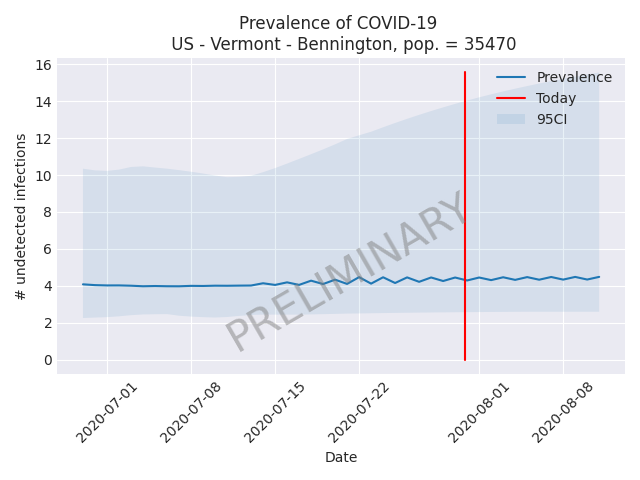 Prevalence of COVID-19
US - Vermont - Bennington, pop. = 35470
16
14
12
10
8
6
4
2
0
# undetected infections
Prevalence
Today
95CI
PRELIMINARY
2020-07-01
2020-07-08
2020-07-15
2020-07-22
2020-08-01
2020-08-08
Date